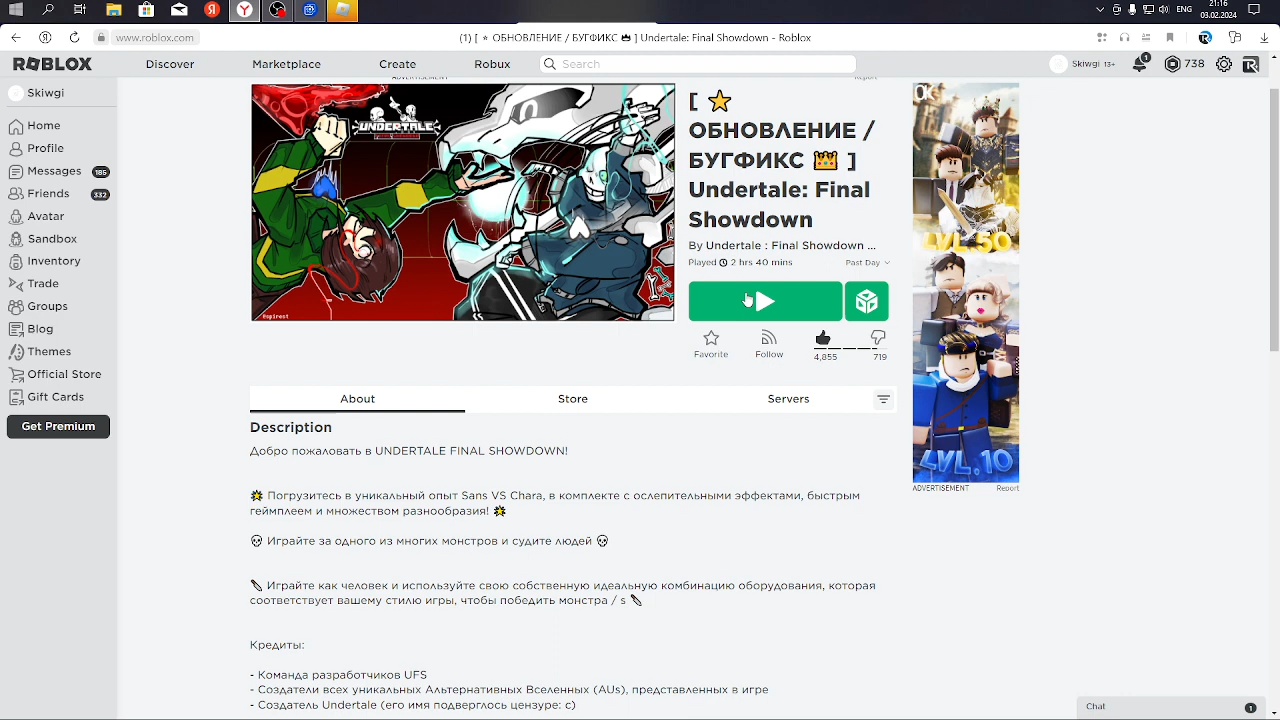 ENG
21:16
03.02.2024
www.roblox.com
(1) [ ⭐ ОБНОВЛЕНИЕ / БУГФИКС 👑 ] Undertale: Final Showdown - Roblox
ROBLOX
Discover
Marketplace
Create
Robux
Search
Skiwgi 13+
1
738
ADVERTISEMENT
Report
Skiwgi
Home
Profile
Messages 185
Friends 332
Avatar
Sandbox
Inventory
Trade
Groups
Blog
Themes
Official Store
Gift Cards
Get Premium
UNDERTALE
Espirest
[ ⭐
ОБНОВЛЕНИЕ /
БУГФИКС 👑 ]
Undertale: Final
Showdown
By Undertale : Final Showdown ...
Played 2 hrs 40 mins
Past Day
Favorite
Follow
4,855
719
LVL.50
LVL.10
ADVERTISEMENT
Report
About
Store
Servers
Description
Добро пожаловать в UNDERTALE FINAL SHOWDOWN!
🌟 Погрузитесь в уникальный опыт Sans VS Chara, в комплекте с ослепительными эффектами, быстрым
геймплеем и множеством разнообразия! 🌟
💀 Играйте за одного из многих монстров и судите людей 💀
🔪 Играйте как человек и используйте свою собственную идеальную комбинацию оборудования, которая
соответствует вашему стилю игры, чтобы победить монстра / s 🔪
Кредиты:
- Команда разработчиков UFS
- Создатели всех уникальных Альтернативных Вселенных (AUs), представленных в игре
- Создатель Undertale (его имя подверглось цензуре: c)
Chat
1